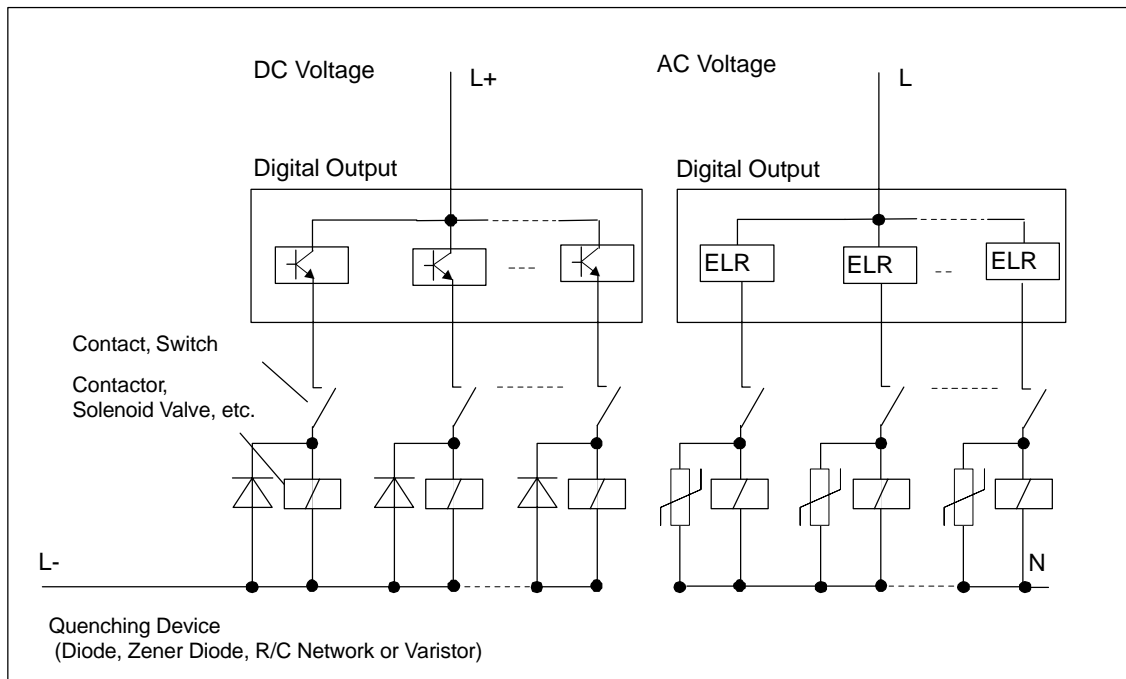 DC Voltage
L+
AC Voltage
L
Digital Output
Digital Output
ELR
ELR
ELR
Contact, Switch
Contactor,
Solenoid Valve, etc.
L-
N
Quenching Device
(Diode, Zener Diode, R/C Network or Varistor)